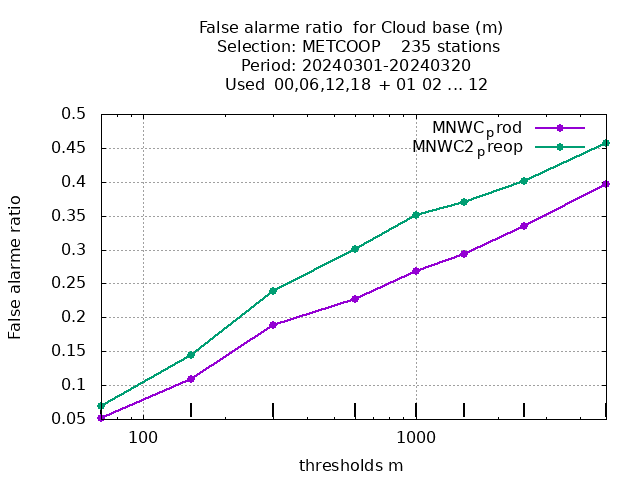 False alarme ratio  for Cloud base (m)
Selection: METCOOP    235 stations
Period: 20240301-20240320
Used  00,06,12,18 + 01 02 ... 12
MNWCprod
MNWC2preop
0.5
0.45
0.4
0.35
0.3
0.25
0.2
0.15
0.1
0.05
False alarme ratio
100
1000
thresholds m